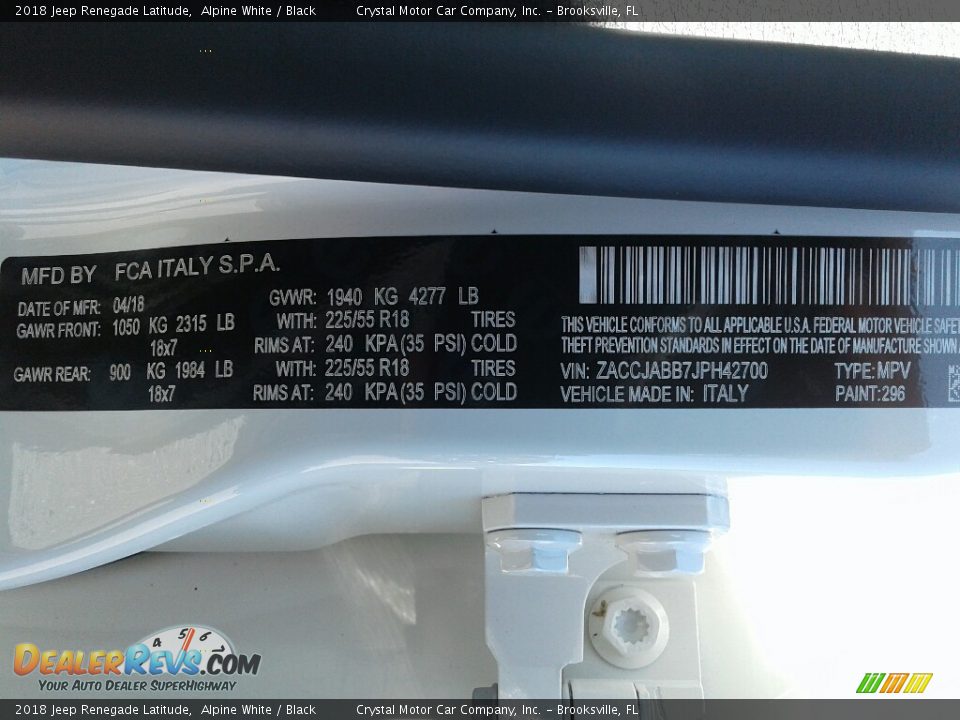 2018 Jeep Renegade Latitude, Alpine White / Black Crystal Motor Car Company, Inc. - Brooksville, FL
MFD BY FCA ITALY S.P.A.
DATE OF MFR: 04/18 GVWR: 1940 KG 4277 LB
GAWR FRONT: 1050 KG 2315 LB WITH: 225/55 R18 TIRES
18x7 RIMS AT: 240 KPA (35 PSI) COLD
GAWR REAR: 900 KG 1984 LB WITH: 225/55 R18 TIRES
18x7 RIMS AT: 240 KPA (35 PSI) COLD
THIS VEHICLE CONFORMS TO ALL APPLICABLE U.S.A. FEDERAL MOTOR VEHICLE SAFET
THEFT PREVENTION STANDARDS IN EFFECT ON THE DATE OF MANUFACTURE SHOWN
VIN: ZACCJABB7JPH42700 TYPE: MPV
VEHICLE MADE IN: ITALY PAINT: 296
4 5 6 7
DEALERREVS.COM
YOUR AUTO DEALER SUPERHIGHWAY
2018 Jeep Renegade Latitude, Alpine White / Black Crystal Motor Car Company, Inc. - Brooksville, FL